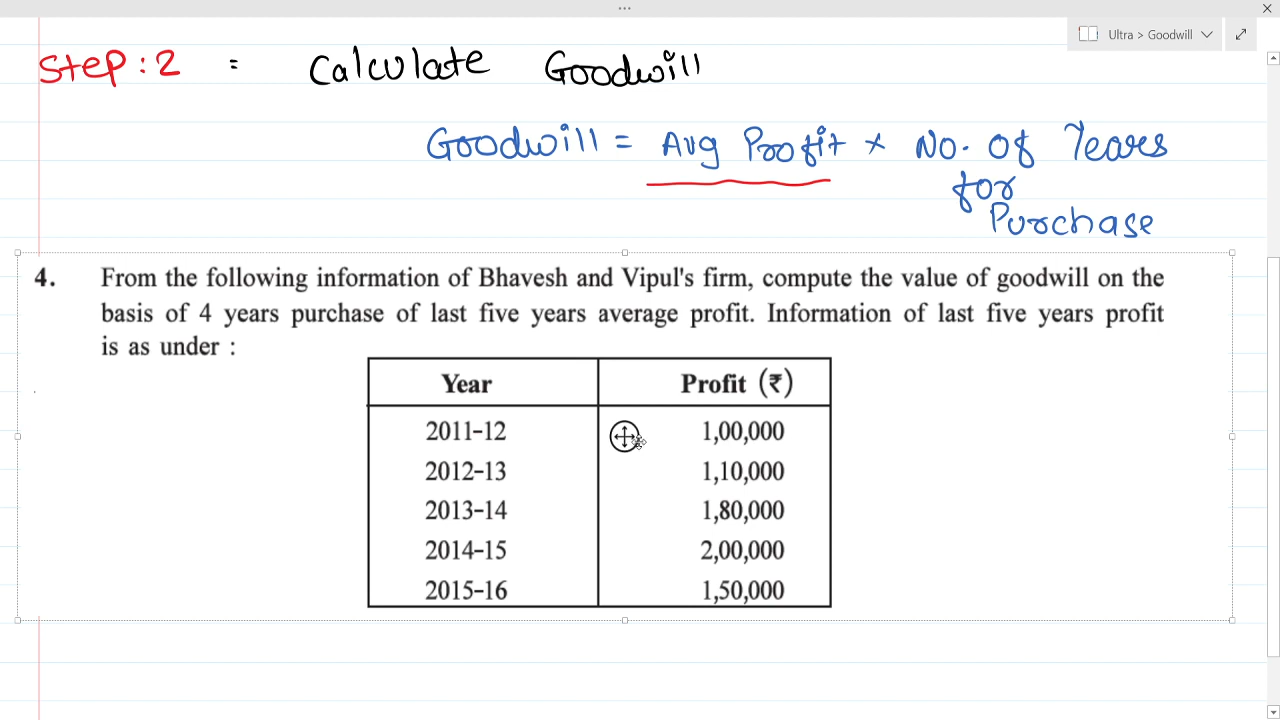 ...
Ultra > Goodwill
Step : 2 = Calculate Goodwill
Goodwill = Avg Profit × No. Of Years
for
Purchase
4. From the following information of Bhavesh and Vipul's firm, compute the value of goodwill on the
basis of 4 years purchase of last five years average profit. Information of last five years profit
is as under :
Year Profit (₹)
2011-12 1,00,000
2012-13 1,10,000
2013-14 1,80,000
2014-15 2,00,000
2015-16 1,50,000